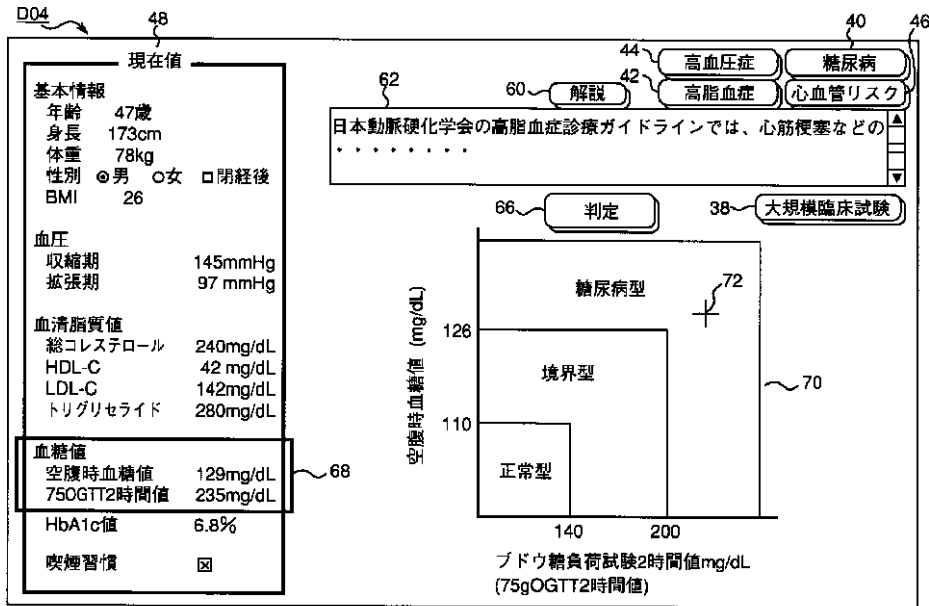 D04
48
現在値
基本情報
年齢 47歳
身長 173cm
体重 78kg
性別 ◉男 ○女 □閉経後
BMI 26
血圧
収縮期 145mmHg
拡張期 97 mmHg
血清脂質値
総コレステロール 240mg/dL
HDL-C 42 mg/dL
LDL-C 142mg/dL
トリグリセライド 280mg/dL
血糖値
空腹時血糖値 129mg/dL
75OGTT2時間値 235mg/dL
68
HbA1c値 6.8%
喫煙習慣 ☒
44 高血圧症 40 糖尿病 46
62 60 解説 42 高脂血症 心血管リスク
日本動脈硬化学会の高脂血症診療ガイドラインでは、心筋梗塞などの
・・・・・・・・
66 判定 38 大規模臨床試験
糖尿病型 72
126
境界型 70
110
正常型
空腹時血糖値 (mg/dL)
140 200
ブドウ糖負荷試験2時間値mg/dL
(75gOGTT2時間値)